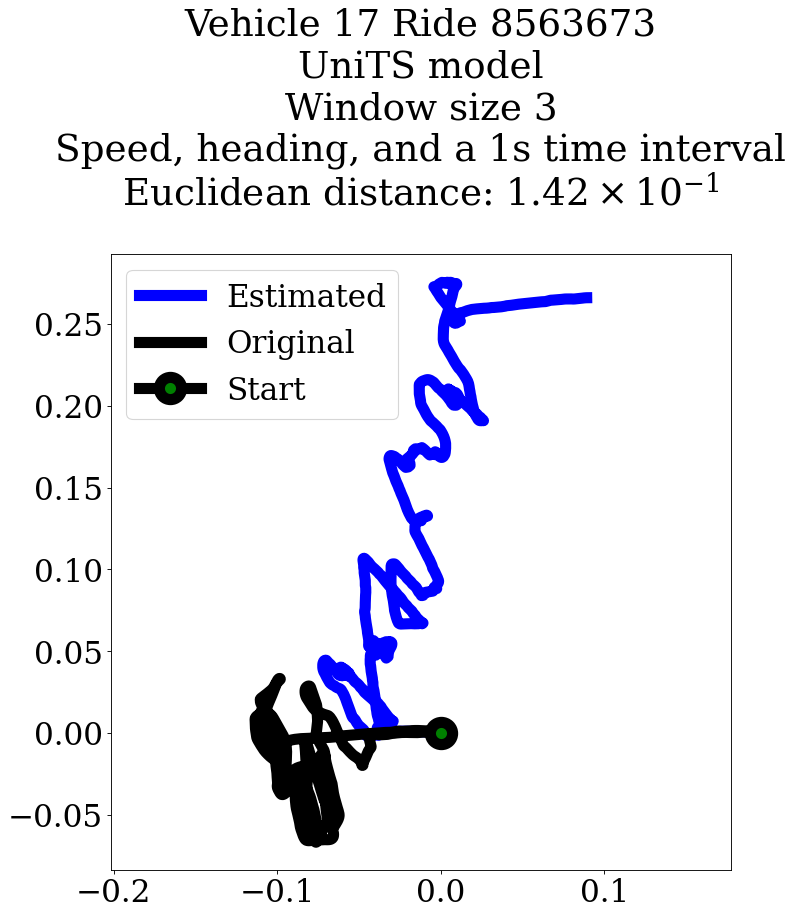 Vehicle 17 Ride 8563673
UniTS model
Window size 3
Speed, heading, and a 1s time interval
Euclidean distance: 1.42 × 10⁻¹
Estimated
Original
Start
0.25
0.20
0.15
0.10
0.05
0.00
−0.05
−0.2
−0.1
0.0
0.1